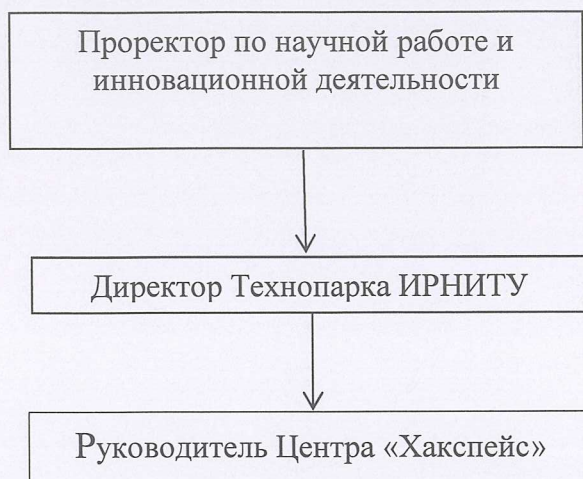 Проректор по научной работе и
инновационной деятельности
Директор Технопарка ИРНИТУ
Руководитель Центра «Хакспейс»